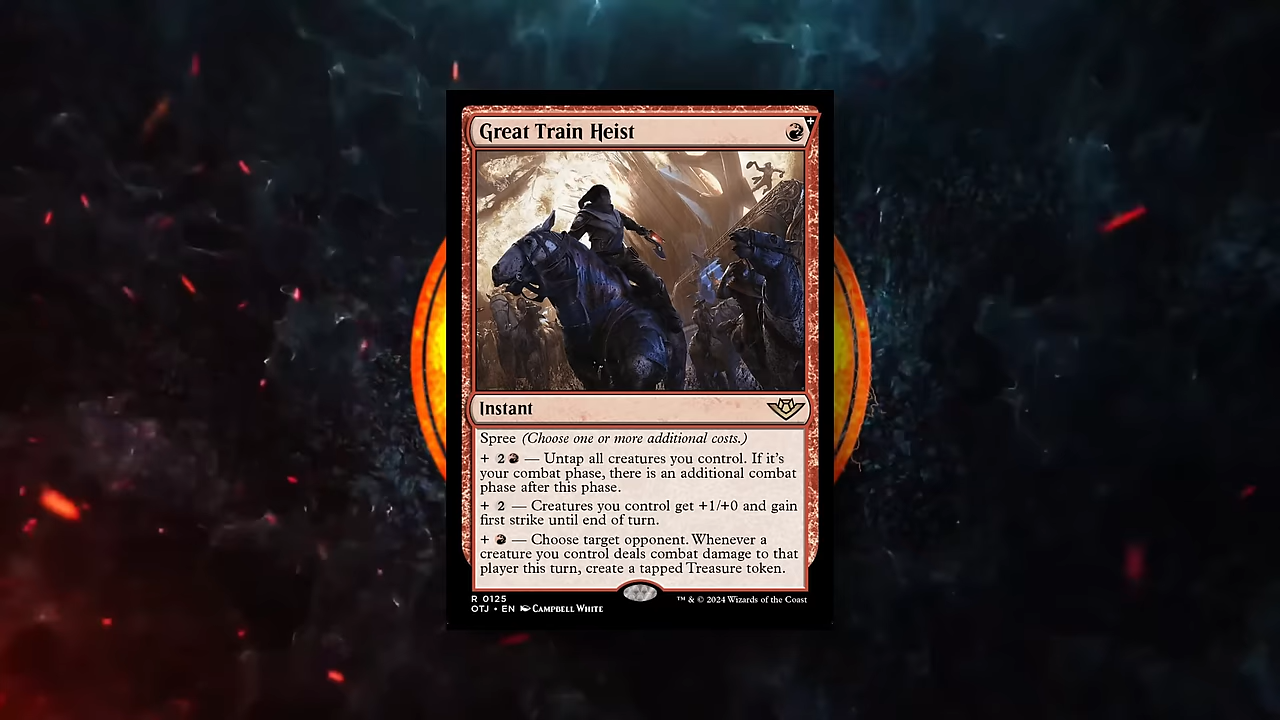 Great Train Heist
Instant
Spree (Choose one or more additional costs.)
+ 2 — Untap all creatures you control. If it's
your combat phase, there is an additional combat
phase after this phase.
+ 2 — Creatures you control get +1/+0 and gain
first strike until end of turn.
+ — Choose target opponent. Whenever a
creature you control deals combat damage to that
player this turn, create a tapped Treasure token.
R 0125
OTJ • EN Campbell White
™ & © 2024 Wizards of the Coast